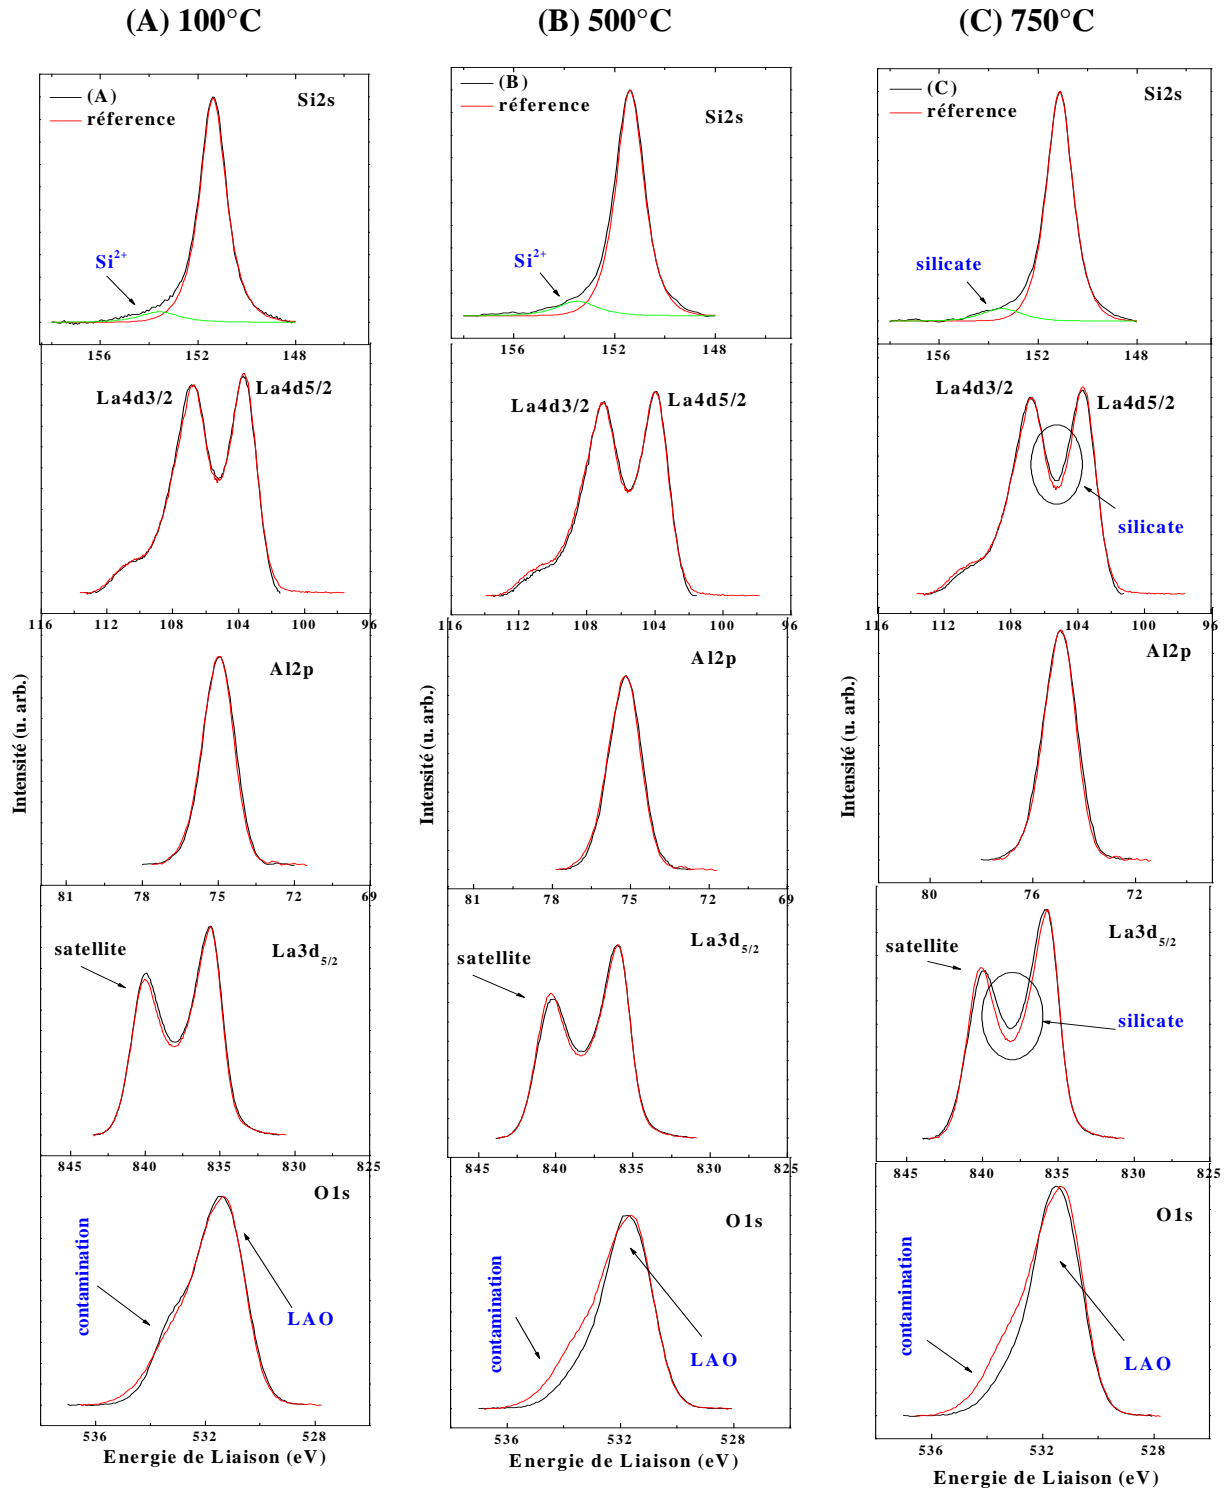 (A) 100°C
(B) 500°C
(C) 750°C
(A)
réference
Si2s
Si2+
156 152 148
La4d3/2
La4d5/2
116 112 108 104 100 96
Al2p
81 78 75 72 69
satellite
La3d5/2
845 840 835 830 825
O1s
contamination
LAO
536 531 528
Energie de Liaison (eV)
Intensité (u. arb.)
(B)
réference
Si2s
Si2+
156 152 148
La4d3/2
La4d5/2
116 112 108 104 100 96
Al2p
81 78 75 72 69
satellite
La3d5/2
845 840 835 830 825
O1s
contamination
LAO
536 531 528
Energie de Liaison (eV)
Intensité (u. arb.)
(C)
réference
Si2s
silicate
156 152 148
La4d3/2
La4d5/2
silicate
116 112 108 104 100 96
Al2p
80 76 72
satellite
La3d5/2
silicate
845 840 835 830 825
O1s
contamination
LAO
536 531 528
Energie de Liaison (eV)
Intensité (u. arb.)